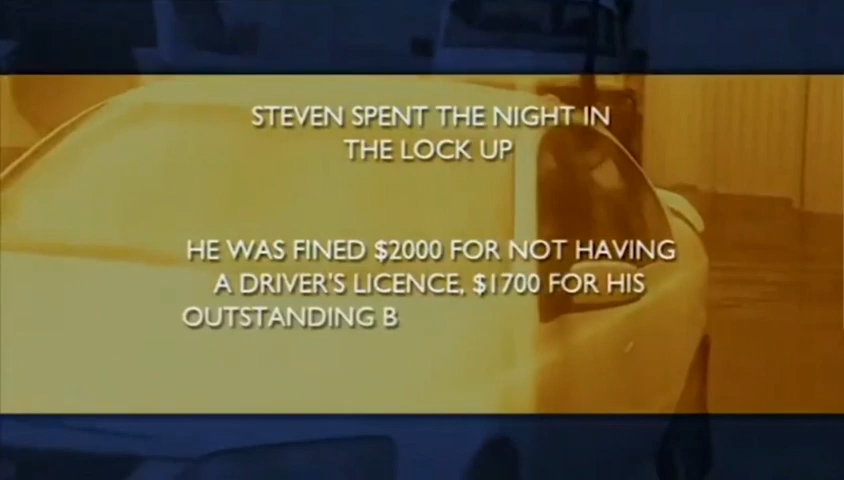 STEVEN SPENT THE NIGHT IN
THE LOCK UP
HE WAS FINED $2000 FOR NOT HAVING
A DRIVER'S LICENCE, $1700 FOR HIS
OUTSTANDING B